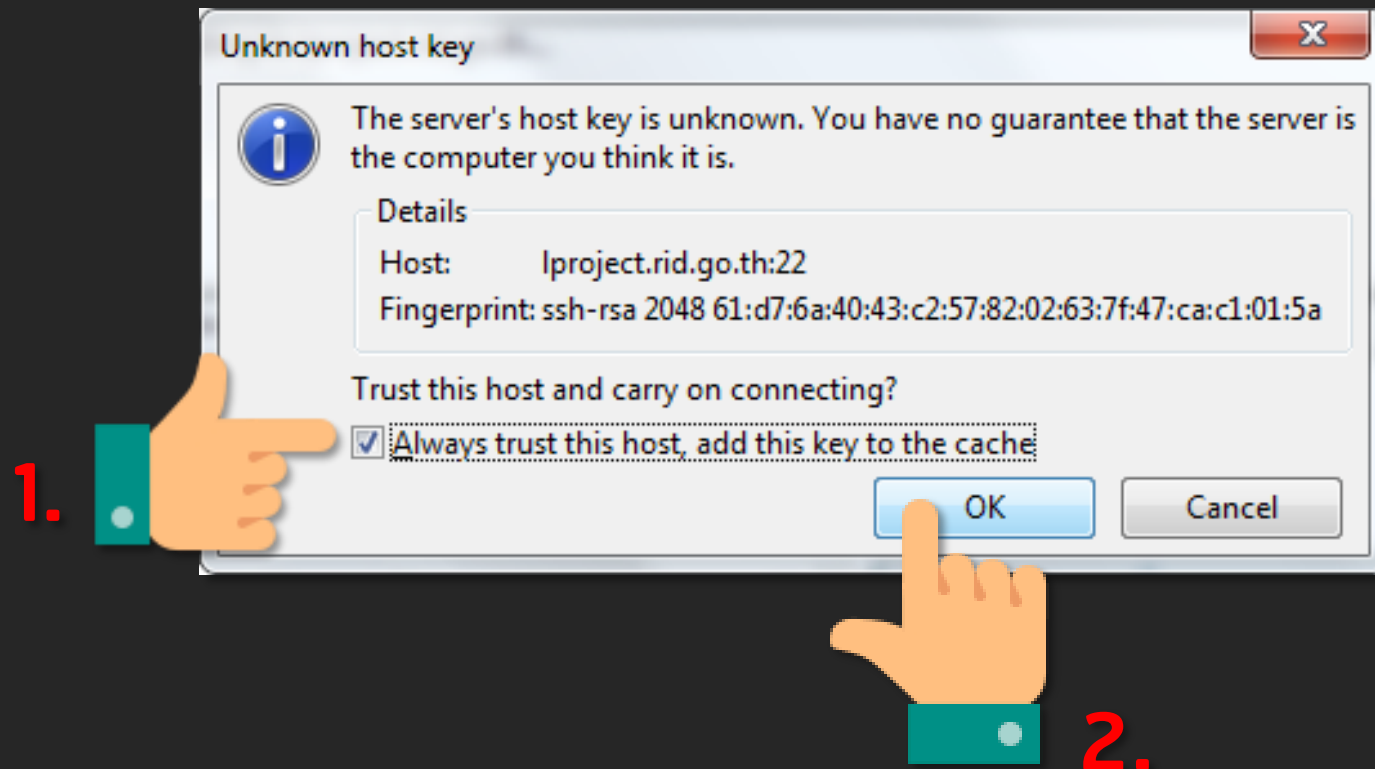 Unknown host key
The server's host key is unknown. You have no guarantee that the server is
the computer you think it is.
Details
Host: lproject.rid.go.th:22
Fingerprint: ssh-rsa 2048 61:d7:6a:40:43:c2:57:82:02:63:7f:47:ca:c1:01:5a
Trust this host and carry on connecting?
Always trust this host, add this key to the cache
1.
OK Cancel
2.